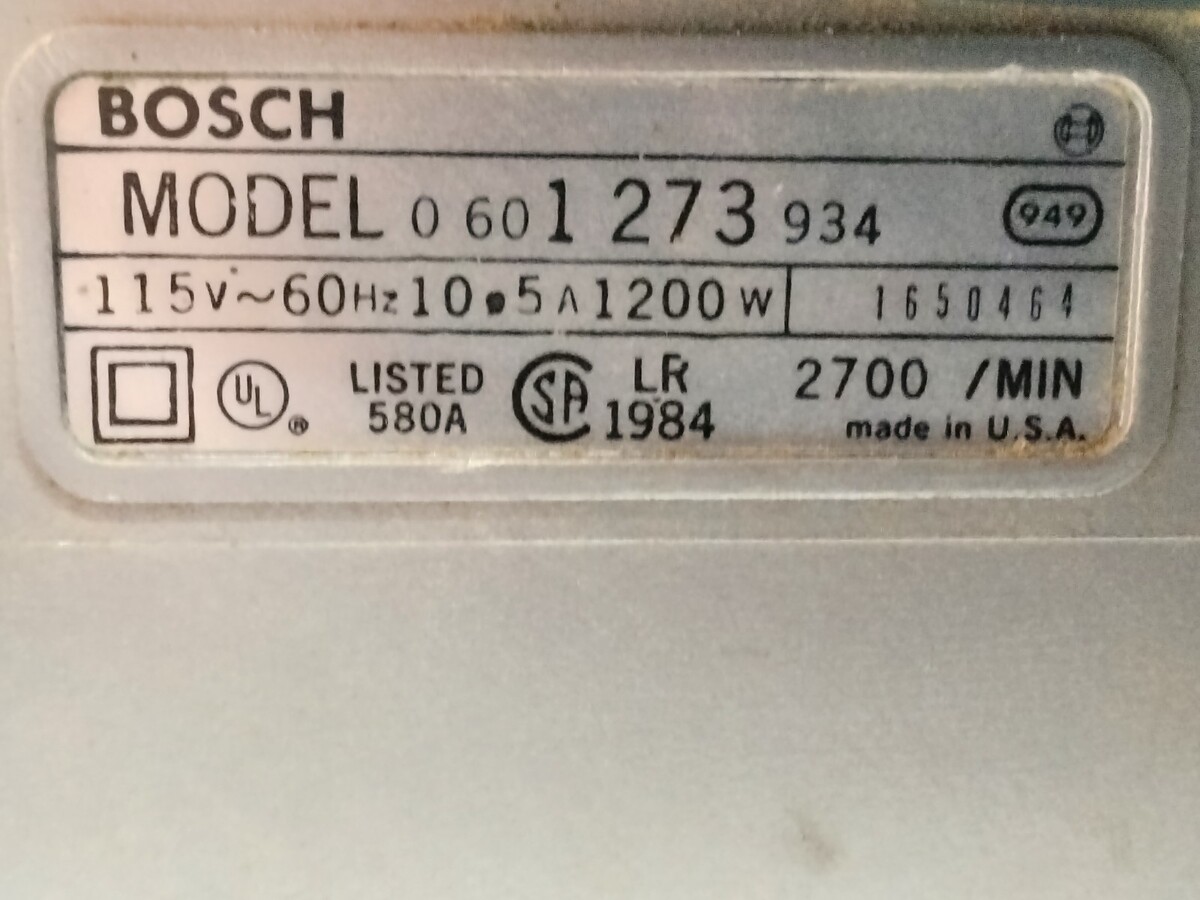 BOSCH
MODEL 0 601 273 934 949
115V~60Hz 10.5A 1200W 1650464
UL® LISTED 580A CSA LR 1984 2700 /MIN
made in U.S.A.